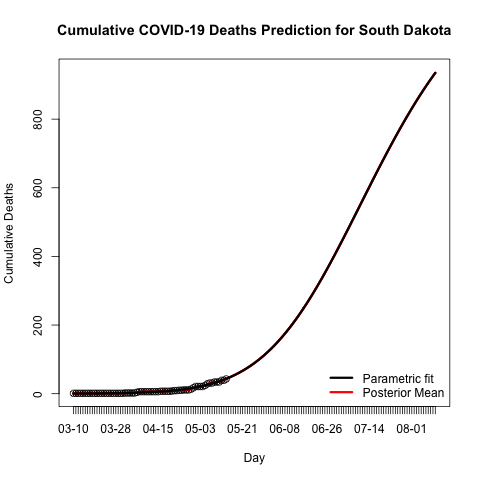 Cumulative COVID-19 Deaths Prediction for South Dakota
Cumulative Deaths
800
600
400
200
0
Parametric fit
Posterior Mean
03-10 03-28 04-15 05-03 05-21 06-08 06-26 07-14 08-01
Day